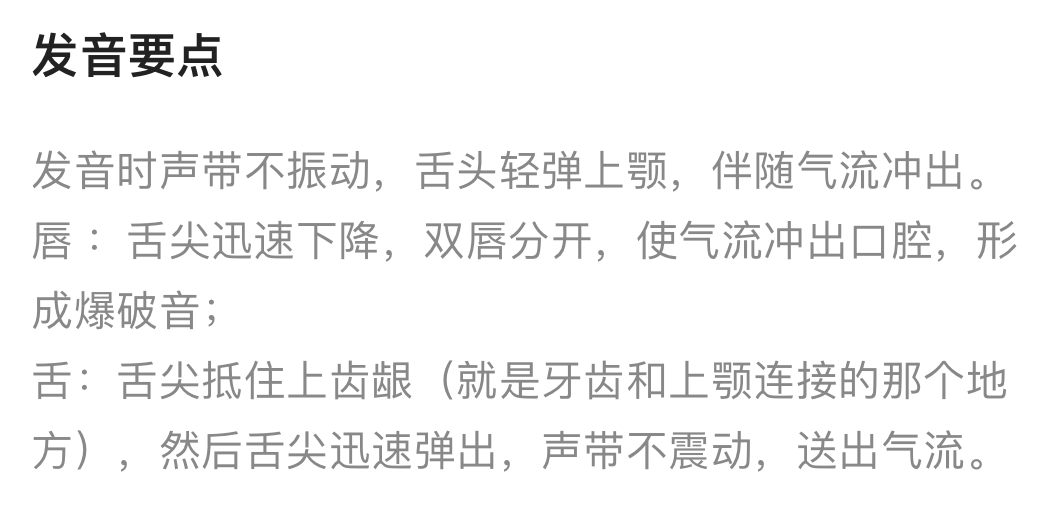 发音要点
发音时声带不振动，舌头轻弹上颚，伴随气流冲出。
唇 ：舌尖迅速下降，双唇分开，使气流冲出口腔，形
成爆破音；
舌：舌尖抵住上齿龈（就是牙齿和上颚连接的那个地
方），然后舌尖迅速弹出，声带不震动，送出气流。